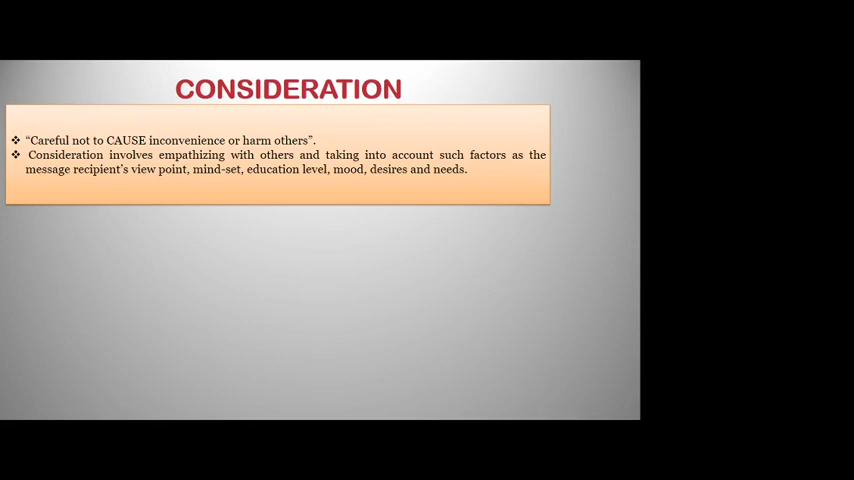 CONSIDERATION
❖ “Careful not to CAUSE inconvenience or harm others”.
❖ Consideration involves empathizing with others and taking into account such factors as the
message recipient’s view point, mind-set, education level, mood, desires and needs.